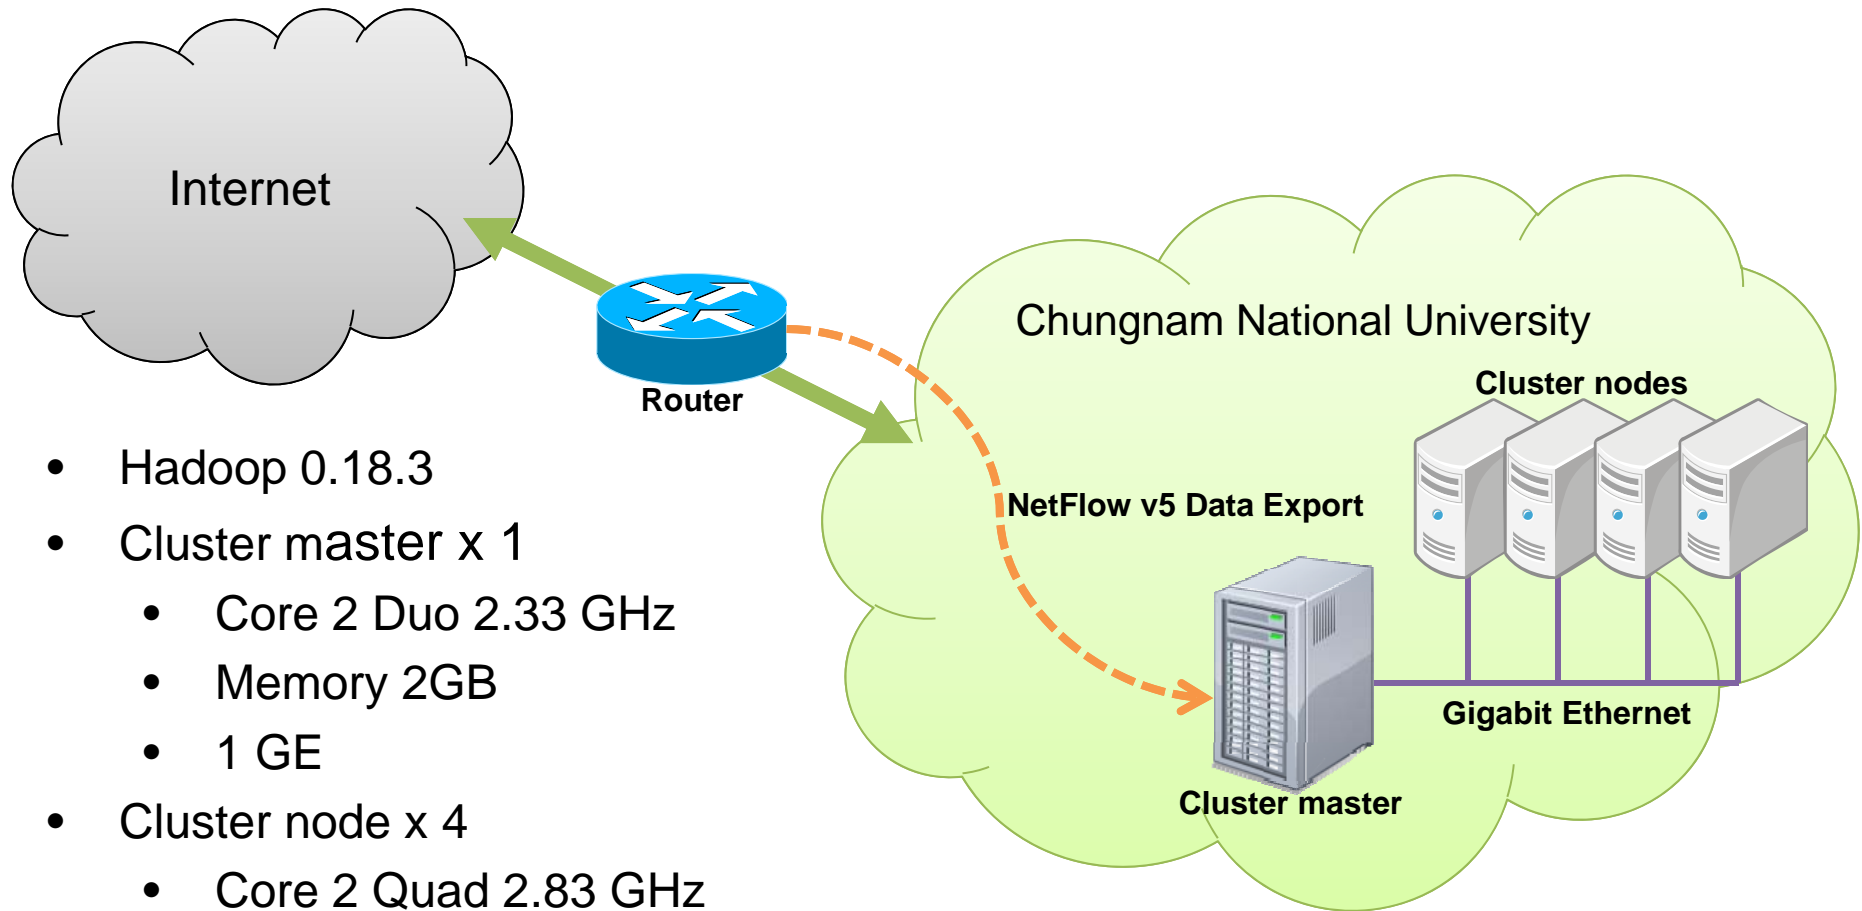 Internet
Router
Chungnam National University
Cluster nodes
NetFlow v5 Data Export
Gigabit Ethernet
Cluster master
• Hadoop 0.18.3
• Cluster master x 1
• Core 2 Duo 2.33 GHz
• Memory 2GB
• 1 GE
• Cluster node x 4
• Core 2 Quad 2.83 GHz